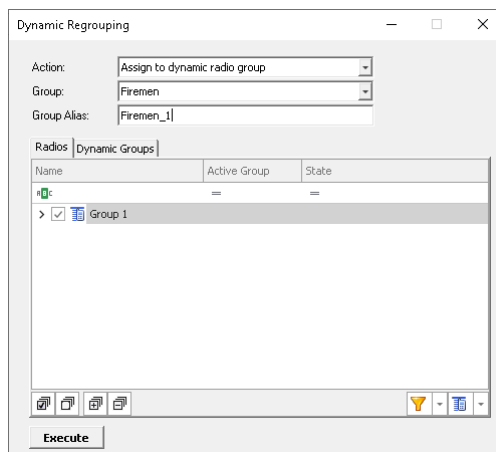 Dynamic Regrouping
Action: Assign to dynamic radio group
Group: Firemen
Group Alias: Firemen_1
Radios Dynamic Groups
Name Active Group State
ABC = =
Group 1
Execute